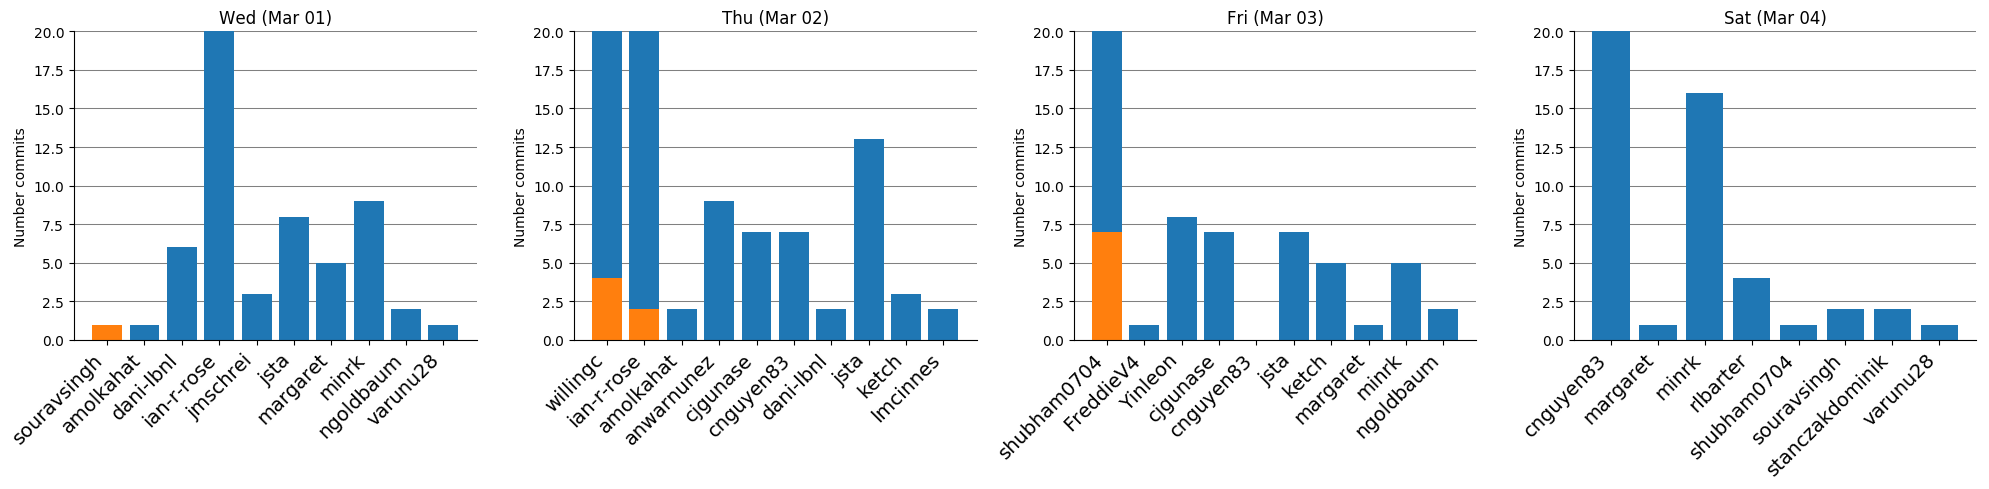 Wed (Mar 01)
Number commits
20.0
17.5
15.0
12.5
10.0
7.5
5.0
2.5
0.0
souravsingh
amolkahat
dani-lbnl
ian-r-rose
jmschrei
jsta
margaret
minrk
ngoldbaum
varunu28
Thu (Mar 02)
Number commits
20.0
17.5
15.0
12.5
10.0
7.5
5.0
2.5
0.0
willingc
ian-r-rose
amolkahat
anwarnunez
cjgunase
cnguyen83
dani-lbnl
jsta
ketch
lmcinnes
Fri (Mar 03)
Number commits
20.0
17.5
15.0
12.5
10.0
7.5
5.0
2.5
0.0
shubham0704
FreddieV4
Yinleon
cjgunase
cnguyen83
jsta
ketch
margaret
minrk
ngoldbaum
Sat (Mar 04)
Number commits
20.0
17.5
15.0
12.5
10.0
7.5
5.0
2.5
0.0
cnguyen83
margaret
minrk
rlbarter
shubham0704
souravsingh
stanczakdominik
varunu28